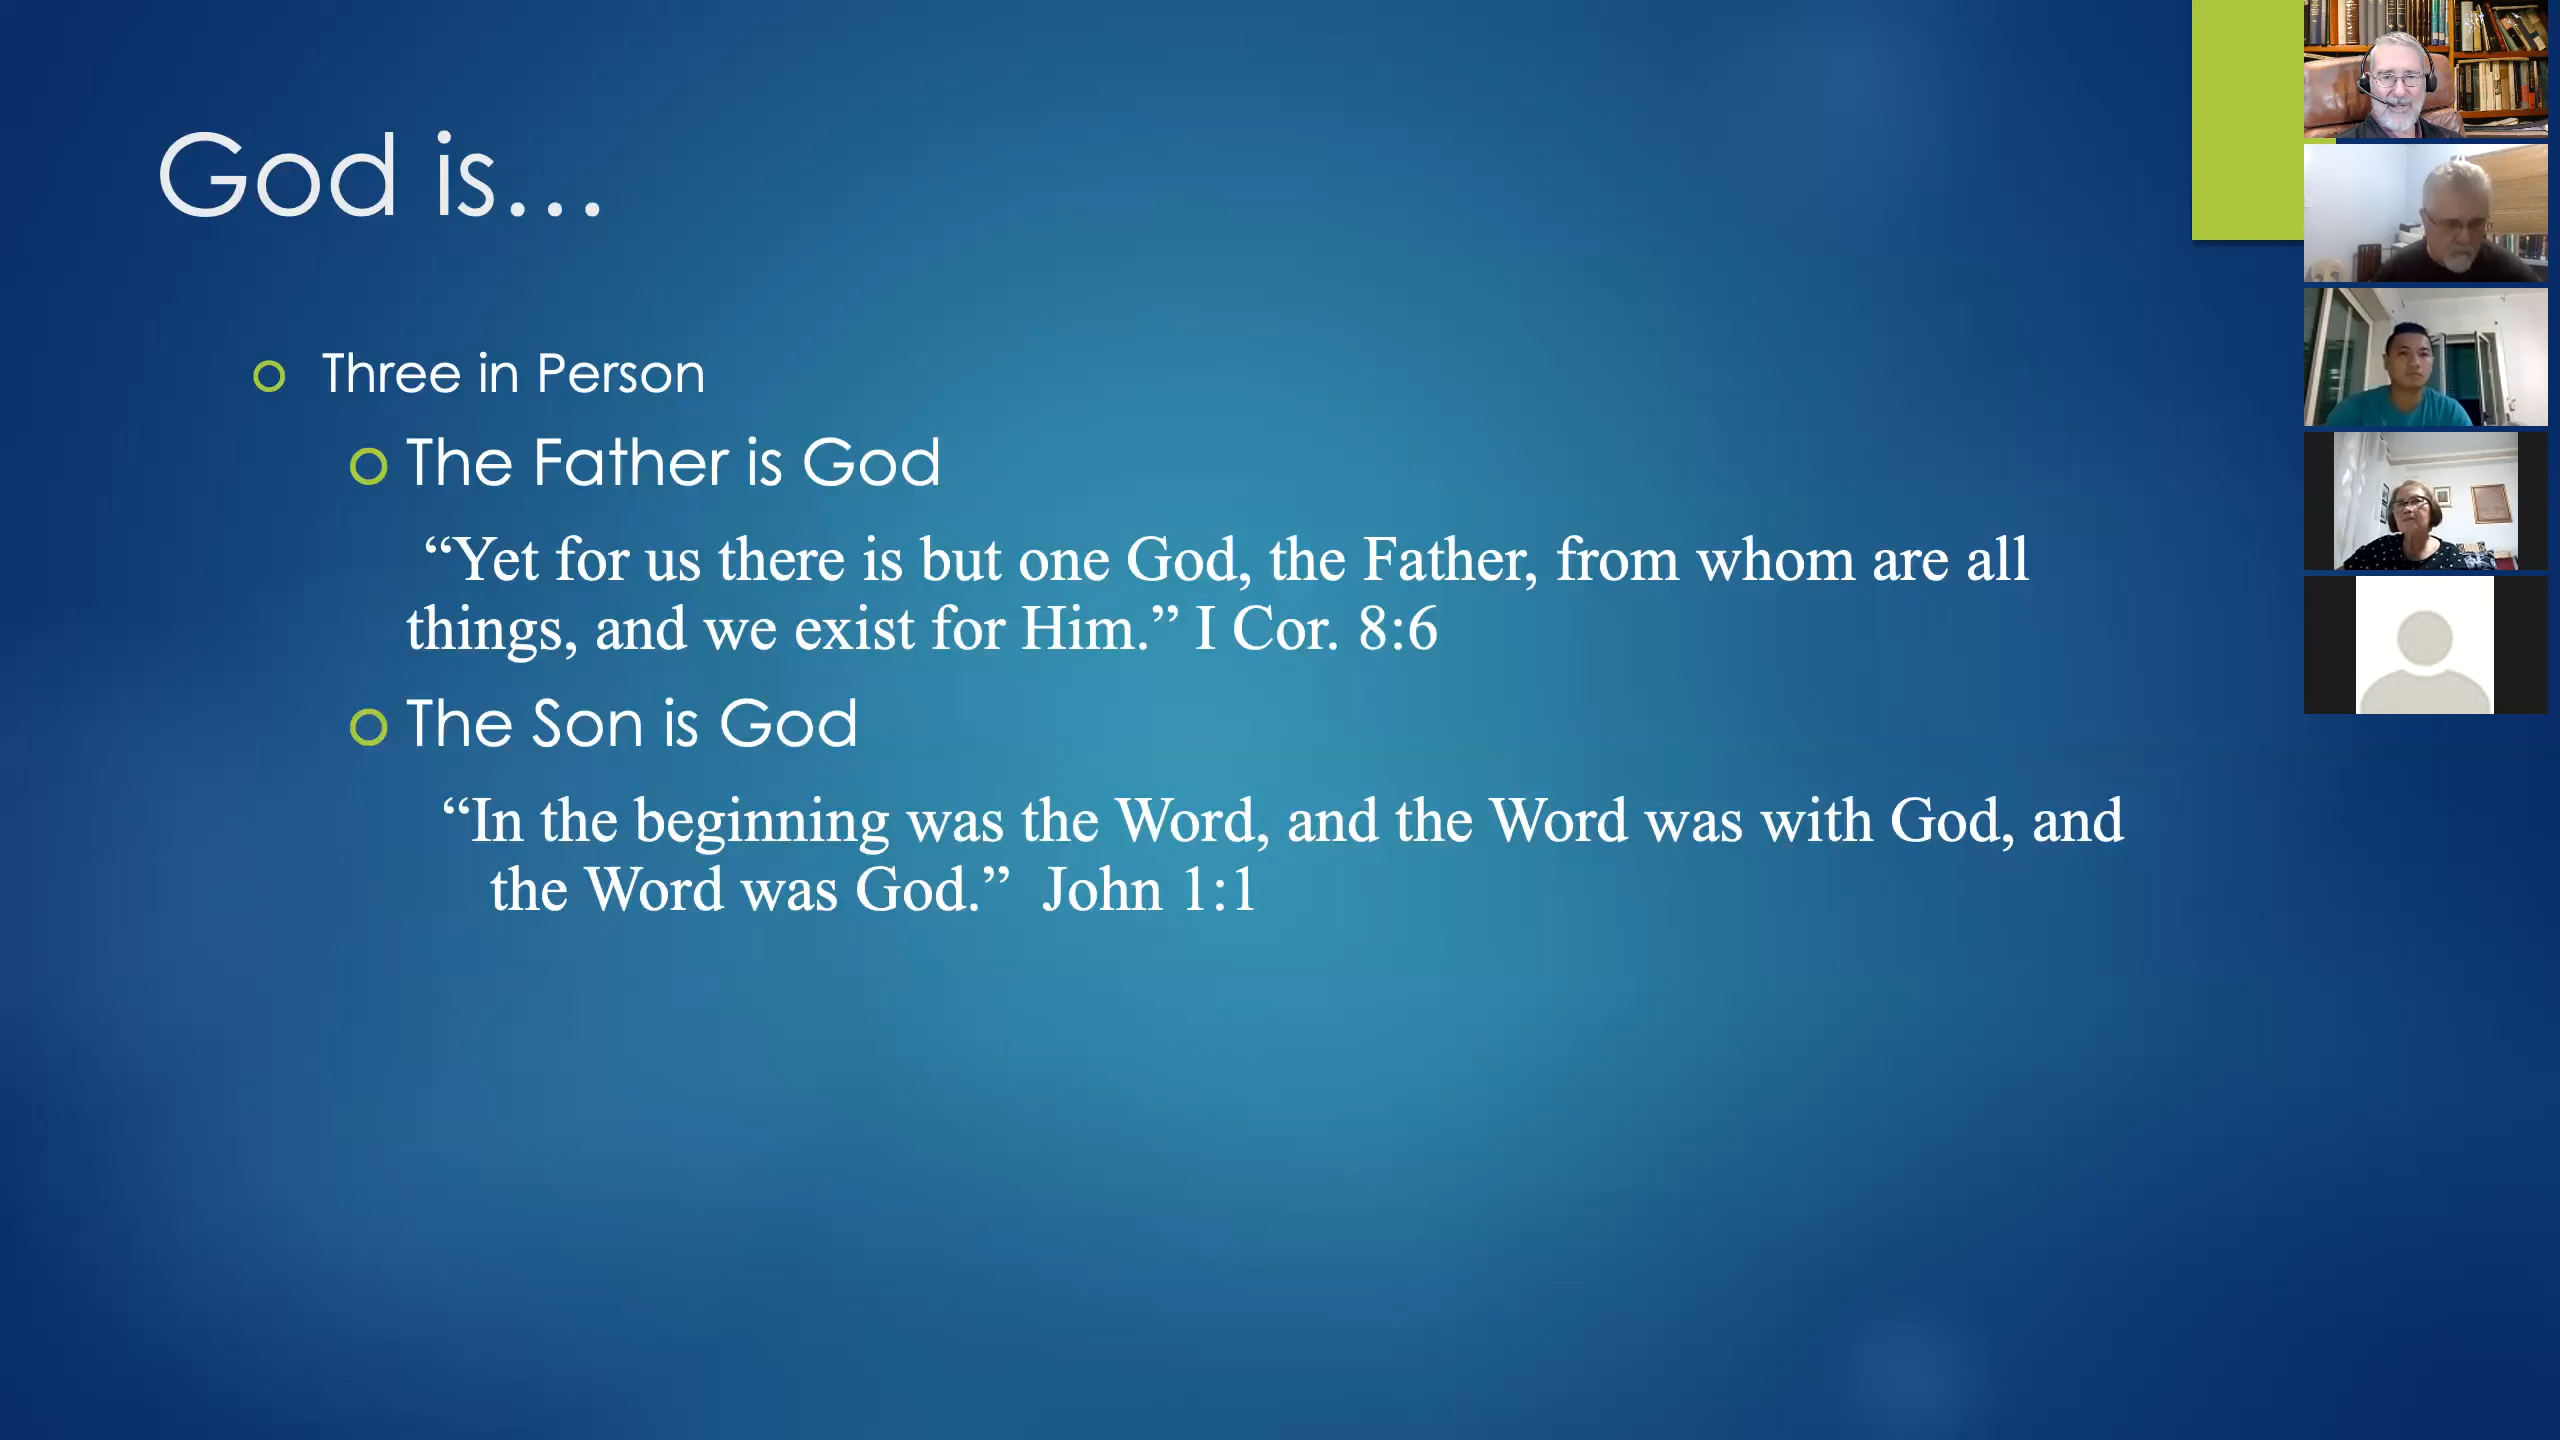 God is…
Three in Person
The Father is God
“Yet for us there is but one God, the Father, from whom are all
things, and we exist for Him.” I Cor. 8:6
The Son is God
“In the beginning was the Word, and the Word was with God, and
the Word was God.”  John 1:1